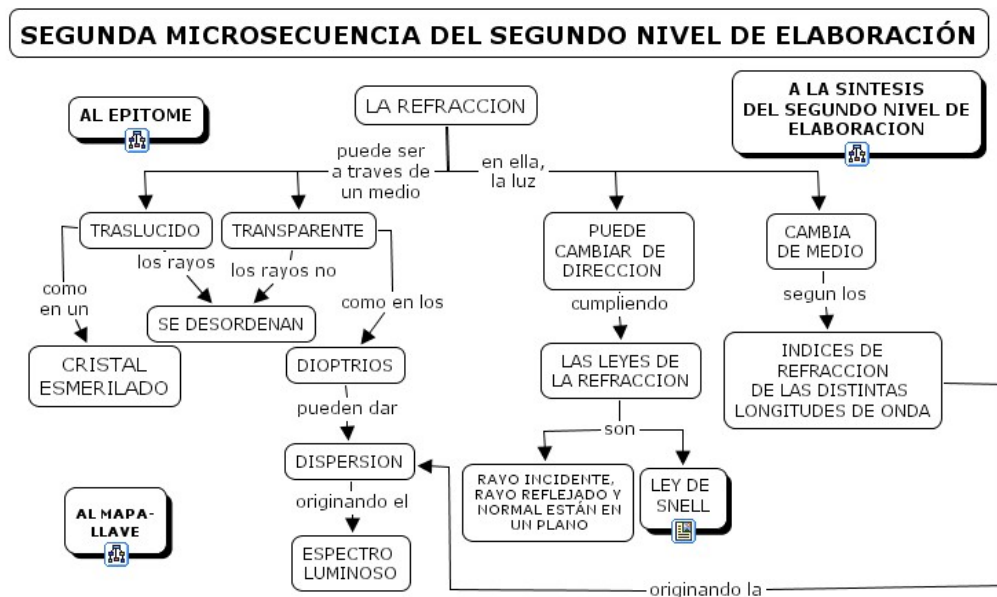 SEGUNDA MICROSECUENCIA DEL SEGUNDO NIVEL DE ELABORACIÓN
AL EPITOME
LA REFRACCION
A LA SINTESIS
DEL SEGUNDO NIVEL DE
ELABORACION
puede ser
a traves de
un medio
en ella,
la luz
TRASLUCIDO
TRANSPARENTE
PUEDE
CAMBIAR DE
DIRECCION
CAMBIA
DE MEDIO
los rayos
los rayos no
como
en un
como en los
cumpliendo
segun los
SE DESORDENAN
CRISTAL
ESMERILADO
DIOPTRIOS
LAS LEYES DE
LA REFRACCION
INDICES DE
REFRACCION
DE LAS DISTINTAS
LONGITUDES DE ONDA
pueden dar
son
DISPERSION
RAYO INCIDENTE,
RAYO REFLEJADO Y
NORMAL ESTÁN EN
UN PLANO
LEY DE
SNELL
originando el
AL MAPA-
LLAVE
ESPECTRO
LUMINOSO
originando la